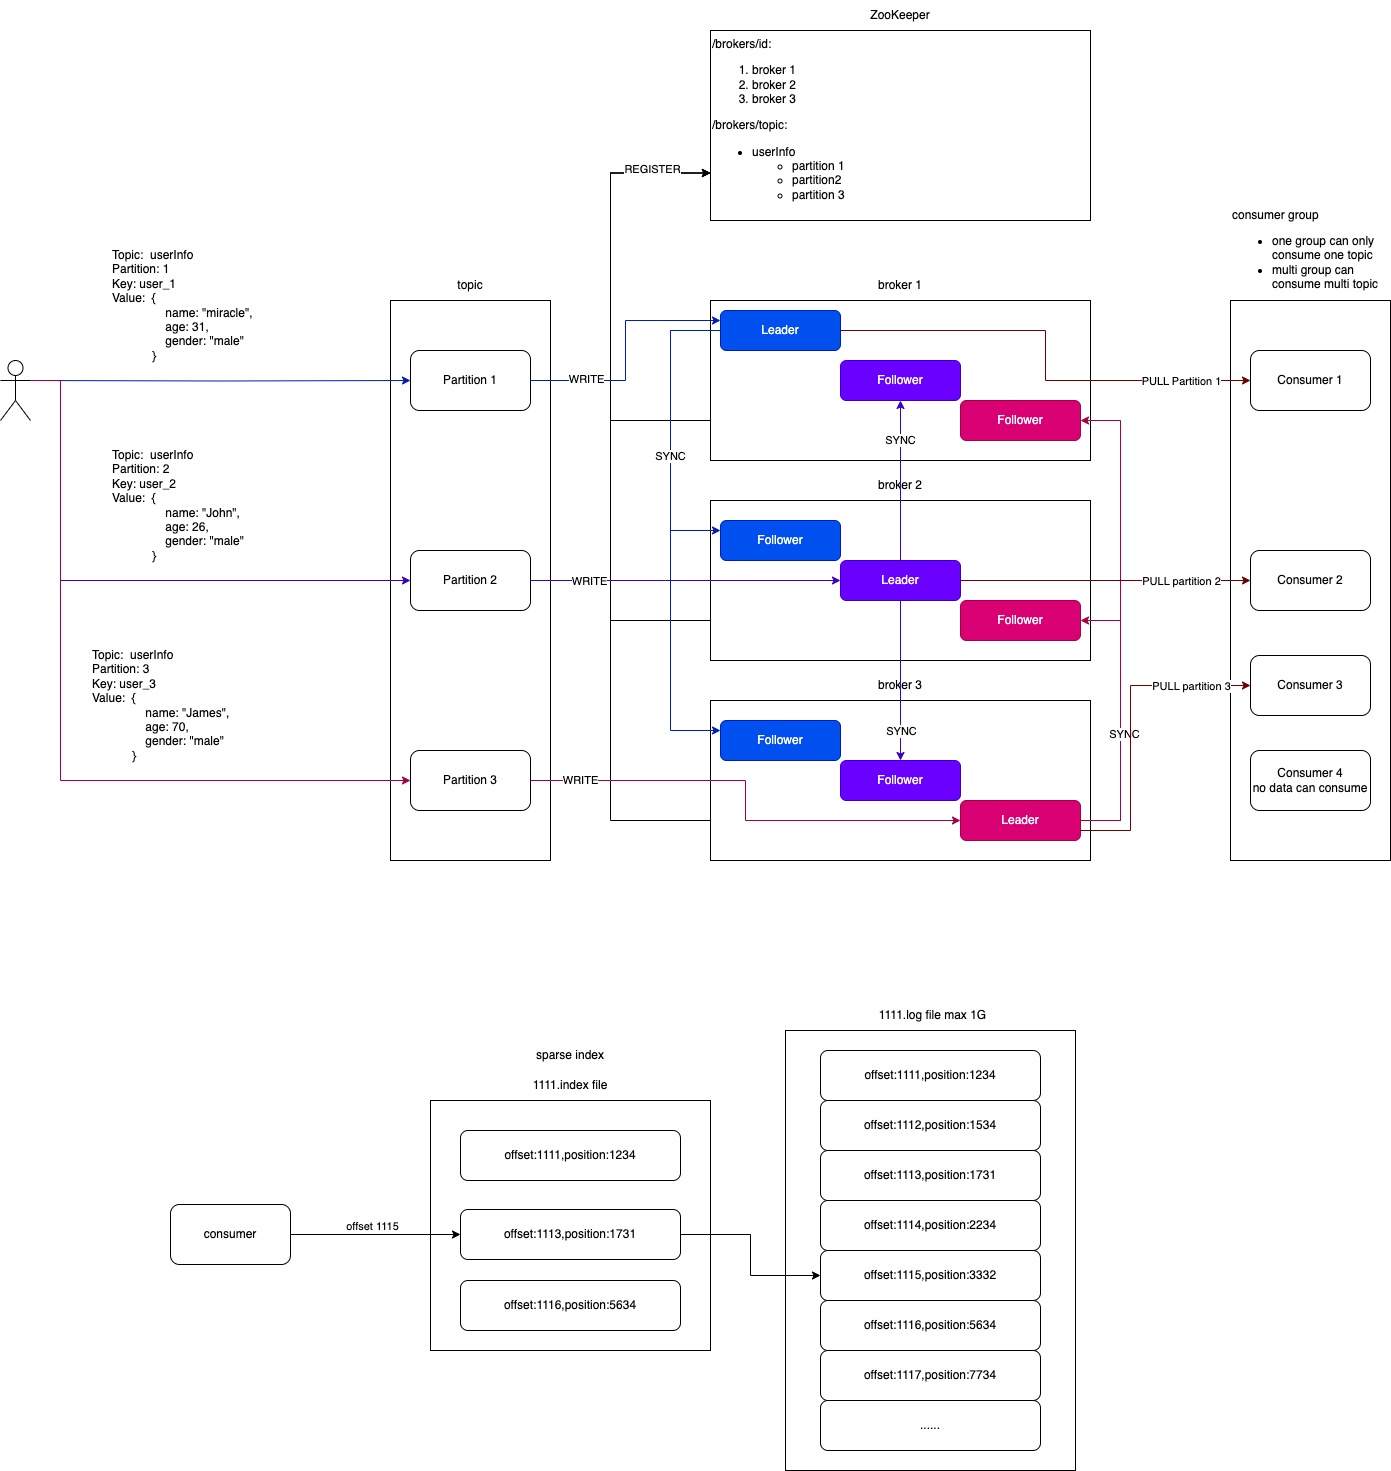 ZooKeeper
/brokers/id:
1. broker 1
2. broker 2
3. broker 3
/brokers/topic:
• userInfo
○ partition 1
○ partition2
○ partition 3
REGISTER
consumer group
• one group can only
consume one topic
• multi group can
consume multi topic
Topic: userInfo
Partition: 1
Key: user_1
Value: {
name: "miracle",
age: 31,
gender: "male"
}
topic
broker 1
Leader
Partition 1
WRITE
Follower
PULL Partition 1
Consumer 1
Follower
SYNC
SYNC
Topic: userInfo
Partition: 2
Key: user_2
Value: {
name: "John",
age: 26,
gender: "male"
}
broker 2
Follower
Partition 2
WRITE
Leader
PULL partition 2
Consumer 2
Follower
Topic: userInfo
Partition: 3
Key: user_3
Value: {
name: "James",
age: 70,
gender: "male"
}
broker 3
PULL partition 3
Consumer 3
Follower
SYNC
SYNC
Partition 3
WRITE
Follower
Consumer 4
no data can consume
Leader
1111.log file max 1G
sparse index
1111.index file
offset:1111,position:1234
offset:1113,position:1731
offset:1116,position:5634
consumer
offset 1115
offset:1111,position:1234
offset:1112,position:1534
offset:1113,position:1731
offset:1114,position:2234
offset:1115,position:3332
offset:1116,position:5634
offset:1117,position:7734
......